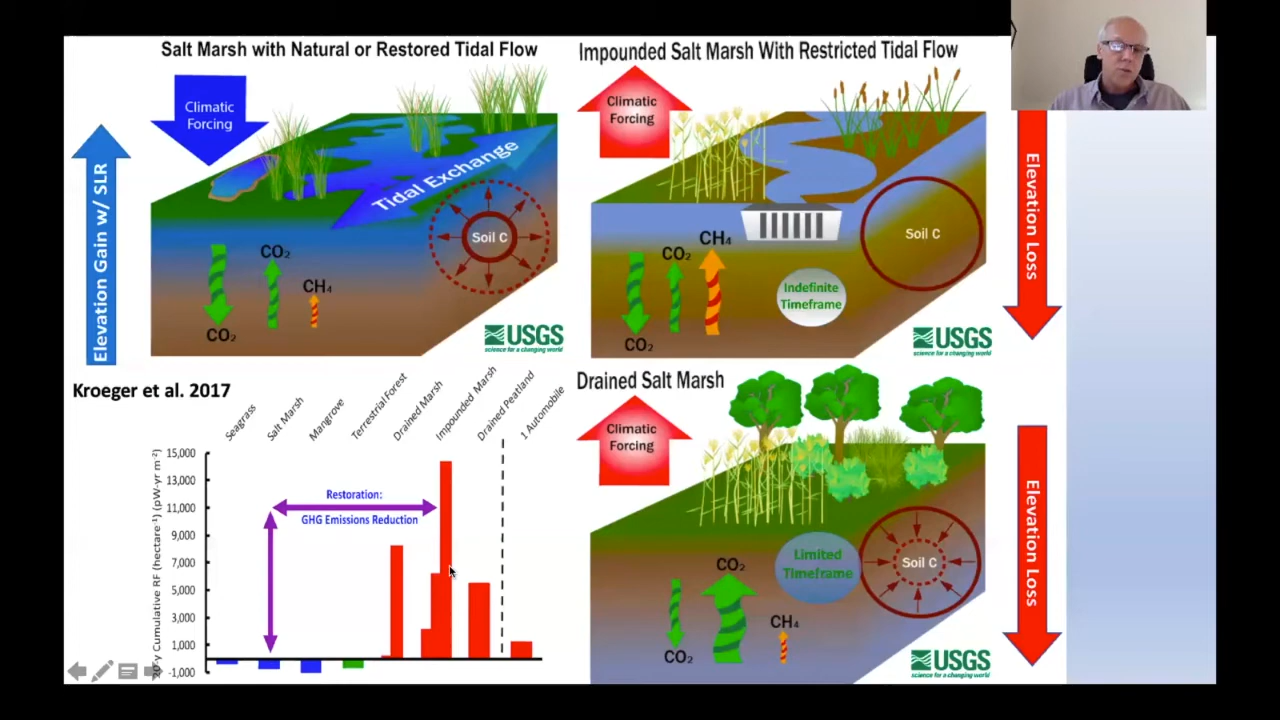 Salt Marsh with Natural or Restored Tidal Flow
Climatic
Forcing
Elevation Gain w/ SLR
Tidal Exchange
Soil C
CO₂
CH₄
CO₂
USGS
science for a changing world
Impounded Salt Marsh With Restricted Tidal Flow
Climatic
Forcing
Soil C
CH₄
CO₂
Indefinite
Timeframe
CO₂
USGS
science for a changing world
Elevation Loss
Kroeger et al. 2017
Seagrass
Salt Marsh
Mangrove
Terrestrial Forest
Drained Marsh
Impounded Marsh
Drained Peatland
1 Automobile
15,000
13,000
11,000
9,000
7,000
5,000
3,000
1,000
-1,000
-y Cumulative RF (hectare⁻¹) (pW-yr m⁻²)
Restoration:
GHG Emissions Reduction
Drained Salt Marsh
Climatic
Forcing
Limited
Timeframe
Soil C
CO₂
CH₄
CO₂
USGS
science for a changing world
Elevation Loss